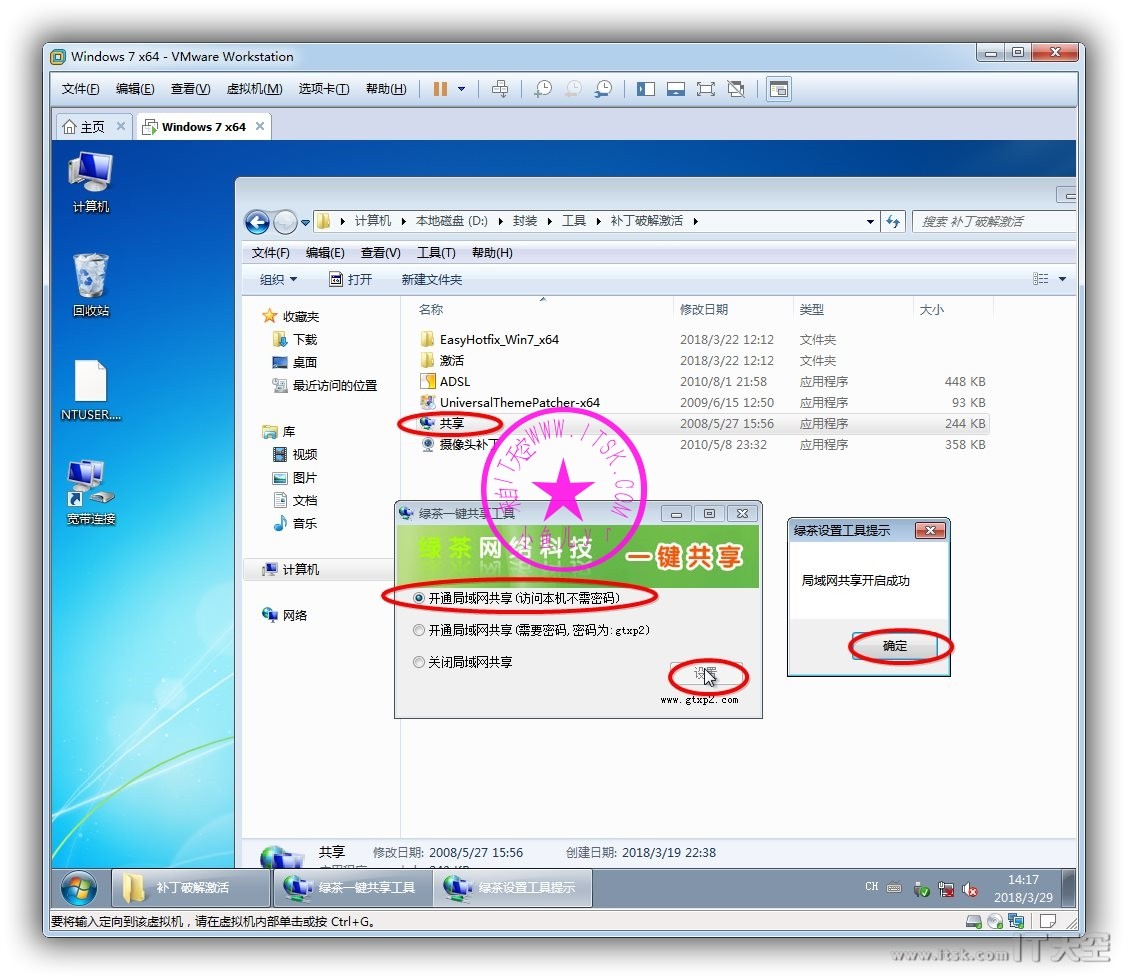 Windows 7 x64 - VMware Workstation
文件(F) 编辑(E) 查看(V) 虚拟机(M) 选项卡(T) 帮助(H)
主页 Windows 7 x64
计算机
回收站
NTUSER....
宽带连接
计算机 本地磁盘 (D:) 封装 工具 补丁破解激活
搜索 补丁破解激活
文件(F) 编辑(E) 查看(V) 工具(T) 帮助(H)
组织 打开 新建文件夹
收藏夹
下载
桌面
最近访问的位置
库
视频
图片
文档
音乐
计算机
网络
名称 修改日期 类型 大小
EasyHotfix_Win7_x64 2018/3/22 12:12 文件夹
激活 2018/3/22 12:12 文件夹
ADSL 2010/8/1 21:58 应用程序 448 KB
UniversalThemePatcher-x64 2009/6/15 12:50 应用程序 93 KB
共享 2008/5/27 15:56 应用程序 244 KB
摄像头补丁 2010/5/8 23:32 应用程序 358 KB
来自IT天空WWW.ITSK.COM
小鱼儿yr
绿茶一键共享工具
绿茶网络科技 一键共享
开通局域网共享(访问本机不需密码)
开通局域网共享(需要密码,密码为:gtxp2)
关闭局域网共享
设置
www.gtxp2.com
绿茶设置工具提示
局域网共享开启成功
确定
共享 修改日期: 2008/5/27 15:56 创建日期: 2018/3/19 22:38
补丁破解激活 绿茶一键共享工具 绿茶设置工具提示
CH
14:17
2018/3/29
要将输入定向到该虚拟机，请在虚拟机内部单击或按 Ctrl+G。
www.itsk.com IT天空